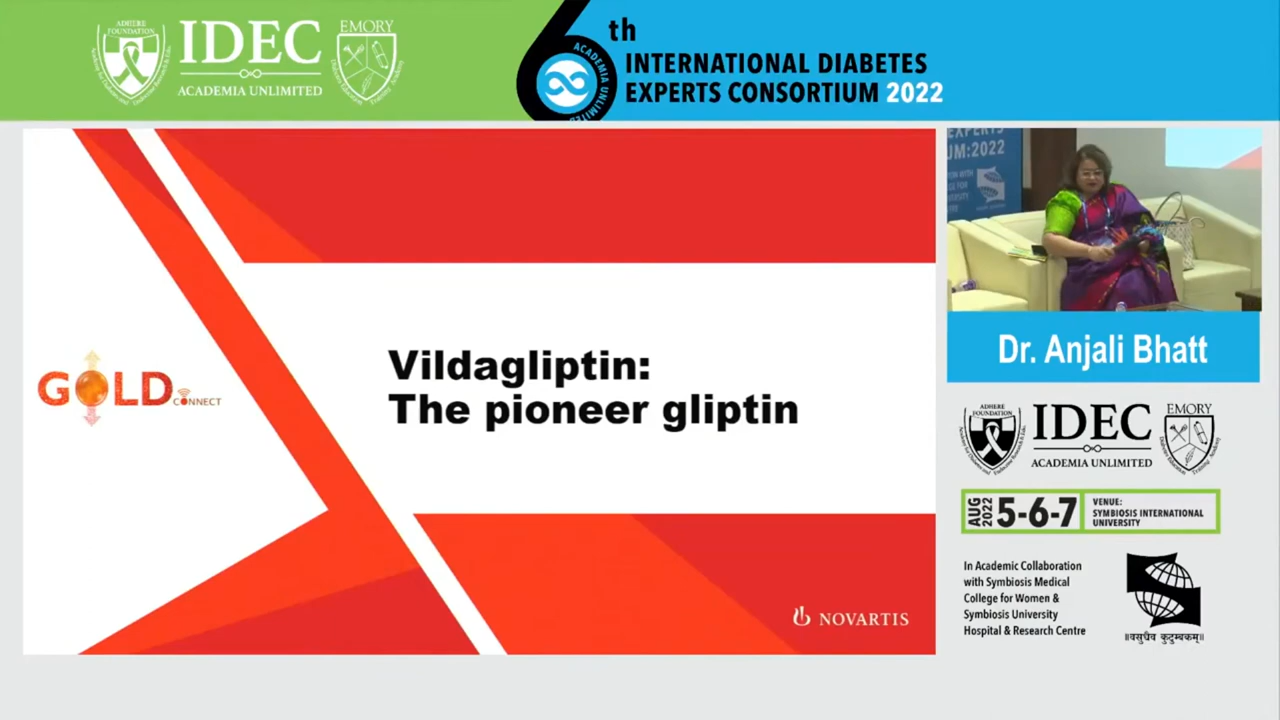 ADHERE
FOUNDATION
IDEC
ACADEMIA UNLIMITED
EMORY
6th
ACADEMIA UNLIMITED
INTERNATIONAL DIABETES
EXPERTS CONSORTIUM 2022
GOLD
CONNECT
Vildagliptin:
The pioneer gliptin
NOVARTIS
EXPERTS
UM:2022
Dr. Anjali Bhatt
ADHERE
FOUNDATION
IDEC
ACADEMIA UNLIMITED
EMORY
AUG
2022
5-6-7
VENUE:
SYMBIOSIS INTERNATIONAL
UNIVERSITY
In Academic Collaboration
with Symbiosis Medical
College for Women &
Symbiosis University
Hospital & Research Centre
॥वसुधैव कुटुम्बकम्॥